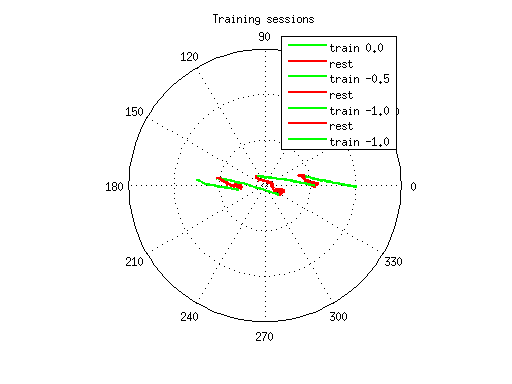 Training sessions
90
120
train 0.0
rest
train -0.5
rest
train -1.0
rest
train -1.0
150
180
0
210
330
240
300
270